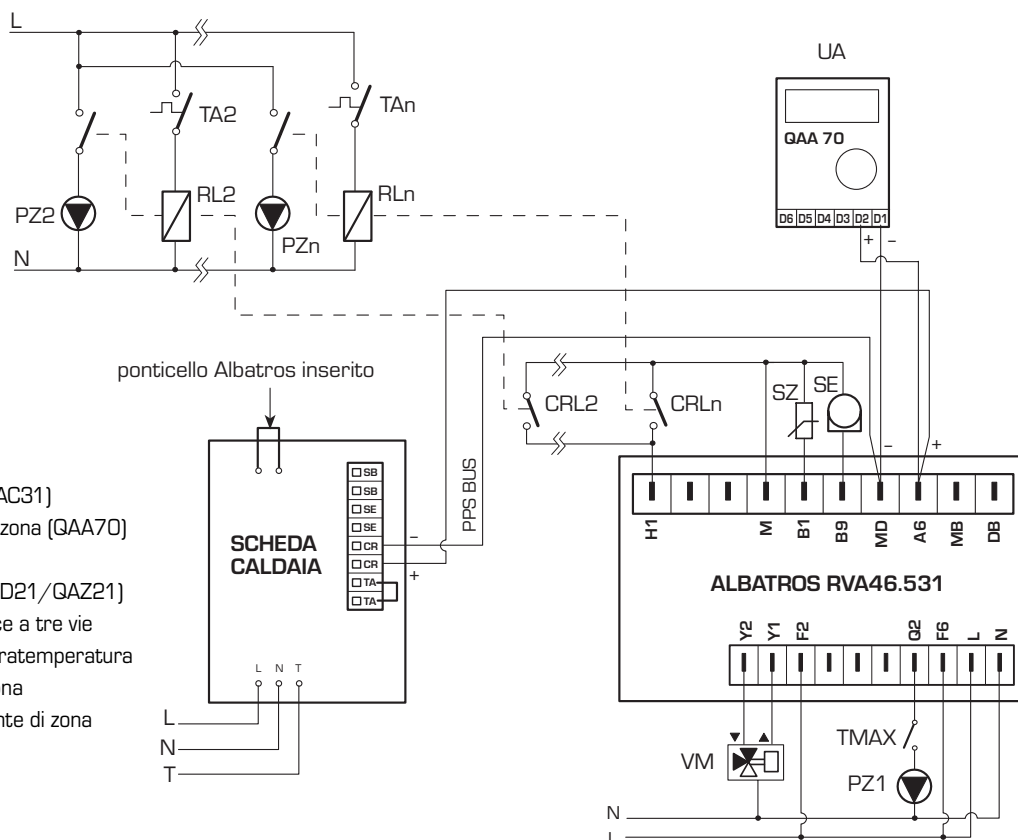 L
UA
TA2
TAn
QAA 70
RL2
RLn
PZ2
PZn
D6 D5 D4 D3 D2 D1
+ –
N
ponticello Albatros inserito
CRL2
CRLn
SZ
SE
– +
AC31)
zona (QAA70)
D21/QAZ21)
ce a tre vie
ratemperatura
ona
nte di zona
SCHEDA
CALDAIA
SB
SB
SE
SE
CR
CR
TA
TA
–
+
PPS BUS
L N T
L
N
T
H1 M B1 B9 MD A6 MB DB
ALBATROS RVA46.531
Y2 Y1 F2 Q2 F6 L N
TMAX
VM
PZ1
N
L